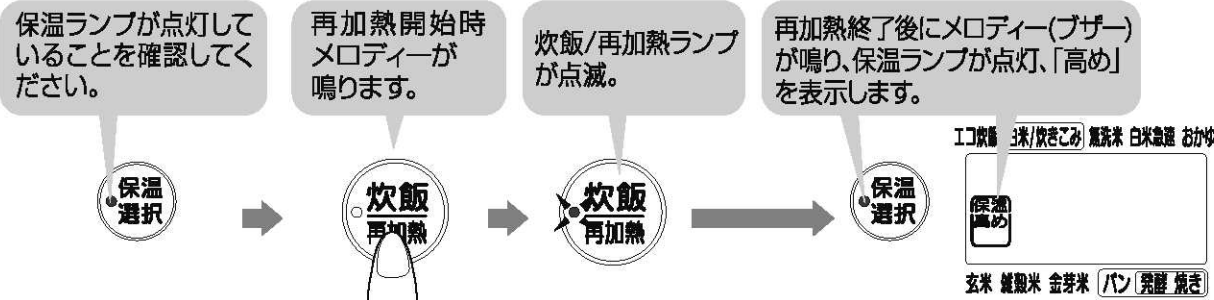 保温ランプが点灯して
いることを確認してく
ださい。
再加熱開始時
メロディーが
鳴ります。
炊飯/再加熱ランプ
が点滅。
再加熱終了後にメロディー(ブザー)
が鳴り、保温ランプが点灯、「高め」
を表示します。
保温
選択
炊飯
再加熱
炊飯
再加熱
保温
選択
エコ炊飯 白米/炊きこみ 無洗米 白米急速 おかゆ
保温
高め
玄米 雑穀米 金芽米 パン 発酵 焼き